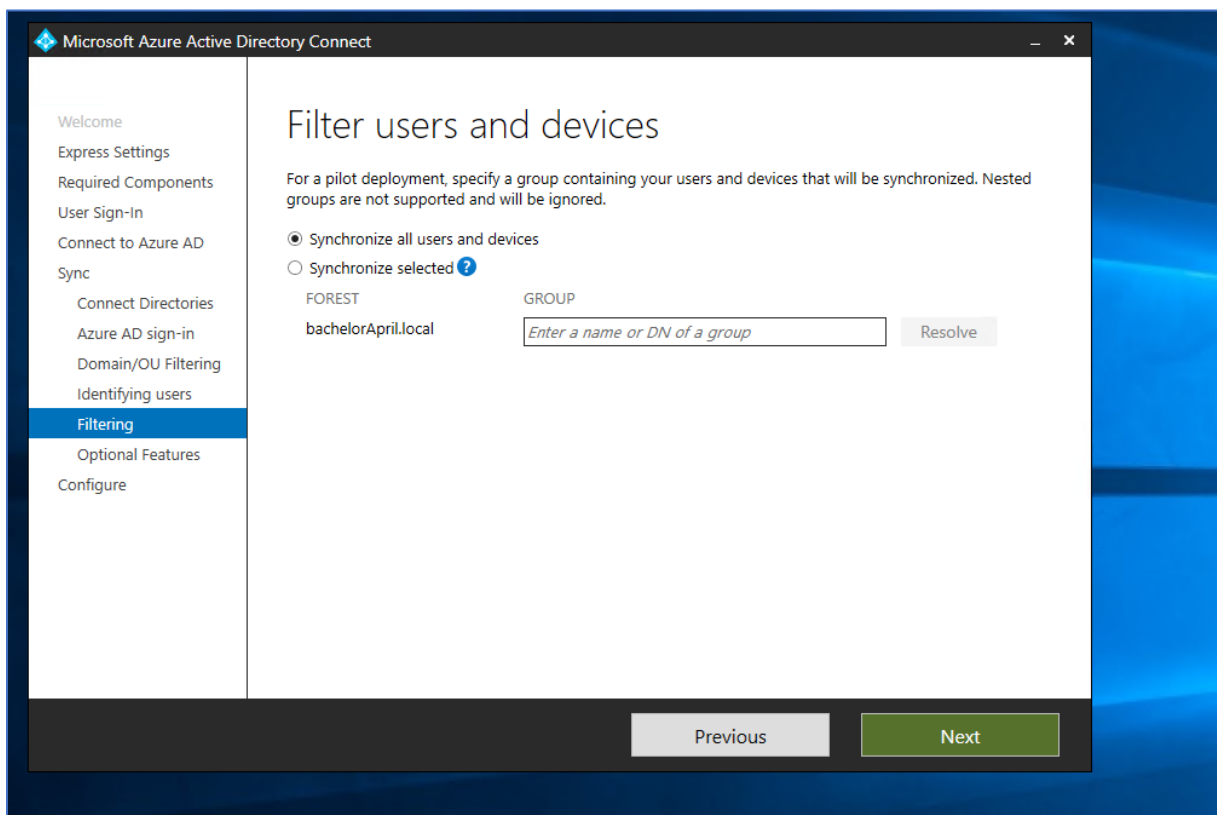 Microsoft Azure Active Directory Connect
Welcome
Express Settings
Required Components
User Sign-In
Connect to Azure AD
Sync
Connect Directories
Azure AD sign-in
Domain/OU Filtering
Identifying users
Filtering
Optional Features
Configure
Filter users and devices
For a pilot deployment, specify a group containing your users and devices that will be synchronized. Nested
groups are not supported and will be ignored.
Synchronize all users and devices
Synchronize selected ?
FOREST GROUP
bachelorApril.local Enter a name or DN of a group Resolve
Previous Next